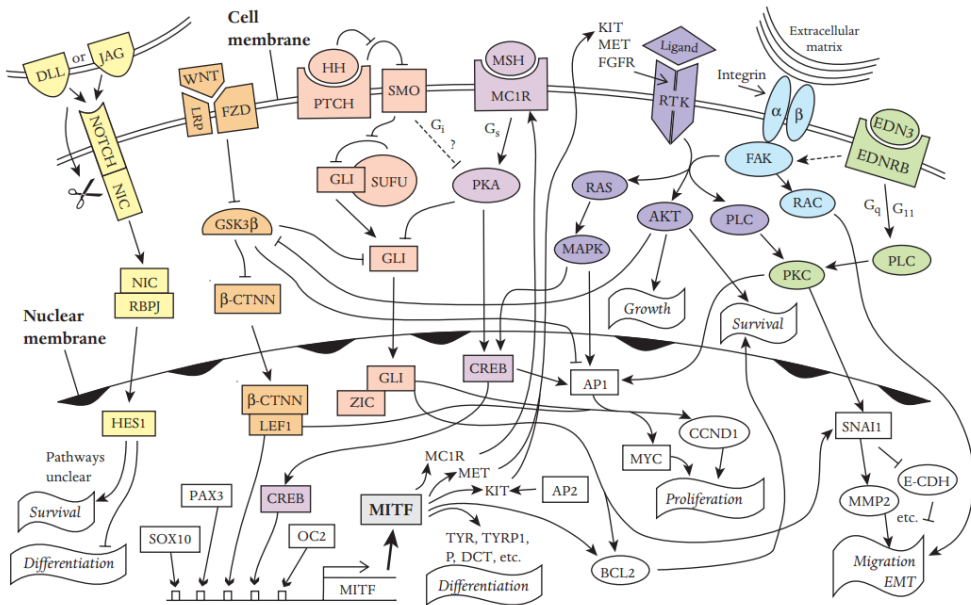 DLL
or
JAG
Cell
membrane
WNT
LRP
FZD
HH
PTCH
SMO
MSH
MC1R
KIT
MET
FGFR
Ligand
RTK
Extracellular
matrix
Integrin
α
β
EDN3
EDNRB
NOTCH
NIC
Gi
?
Gs
FAK
GLI
SUFU
PKA
RAS
AKT
PLC
RAC
Gq
G11
GSK3β
GLI
MAPK
PKC
PLC
NIC
RBPJ
β-CTNN
Growth
Survival
Nuclear
membrane
GLI
ZIC
CREB
AP1
β-CTNN
LEF1
HES1
CCND1
SNAI1
Pathways
unclear
MC1R
MET
KIT
AP2
MYC
E-CDH
PAX3
CREB
MITF
Survival
Proliferation
MMP2
etc.
SOX10
OC2
TYR, TYRP1,
P, DCT, etc.
Differentiation
MITF
Differentiation
BCL2
Migration
EMT